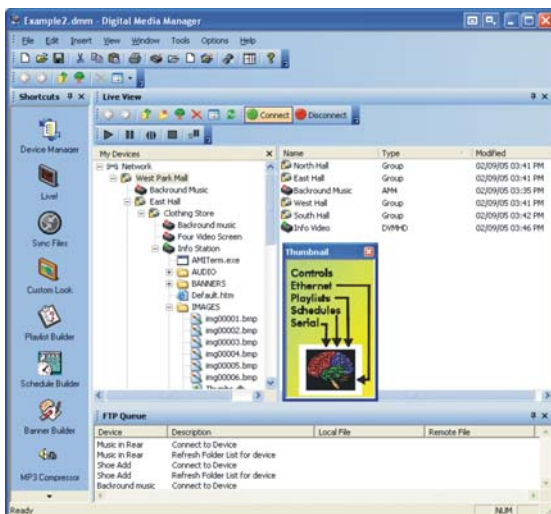 Example2.dmm - Digital Media Manager
File Edit Insert View Window Tools Options Help
Shortcuts
Device Manager
Live!
Sync Files
Custom Look
Playlist Builder
Schedule Builder
Banner Builder
MP3 Compressor
Live View
Connect Disconnect
My Devices
Network
West Park Mall
Backround Music
East Hall
Clothing Store
Backround music
Four Video Screen
Info Station
AMITerm.exe
AUDIO
BANNERS
Default.htm
IMAGES
img00001.bmp
img00002.bmp
img00003.bmp
img00004.bmp
img00005.bmp
img00006.bmp
Thumbs.db
Name Type Modified
North Hall Group 02/09/05 03:41 PM
East Hall Group 02/09/05 03:41 PM
Backround Music AM4 02/09/05 03:35 PM
West Hall Group 02/09/05 03:41 PM
South Hall Group 02/09/05 03:42 PM
Info Video DVMHD 02/09/05 03:46 PM
Thumbnail
Controls
Ethernet
Playlists
Schedules
Serial
FTP Queue
Device Description Local File Remote File
Music in Rear Connect to Device
Music in Rear Refresh Folder List for device
Shoe Add Connect to Device
Shoe Add Refresh Folder List for device
Backround music Connect to Device
Ready NUM